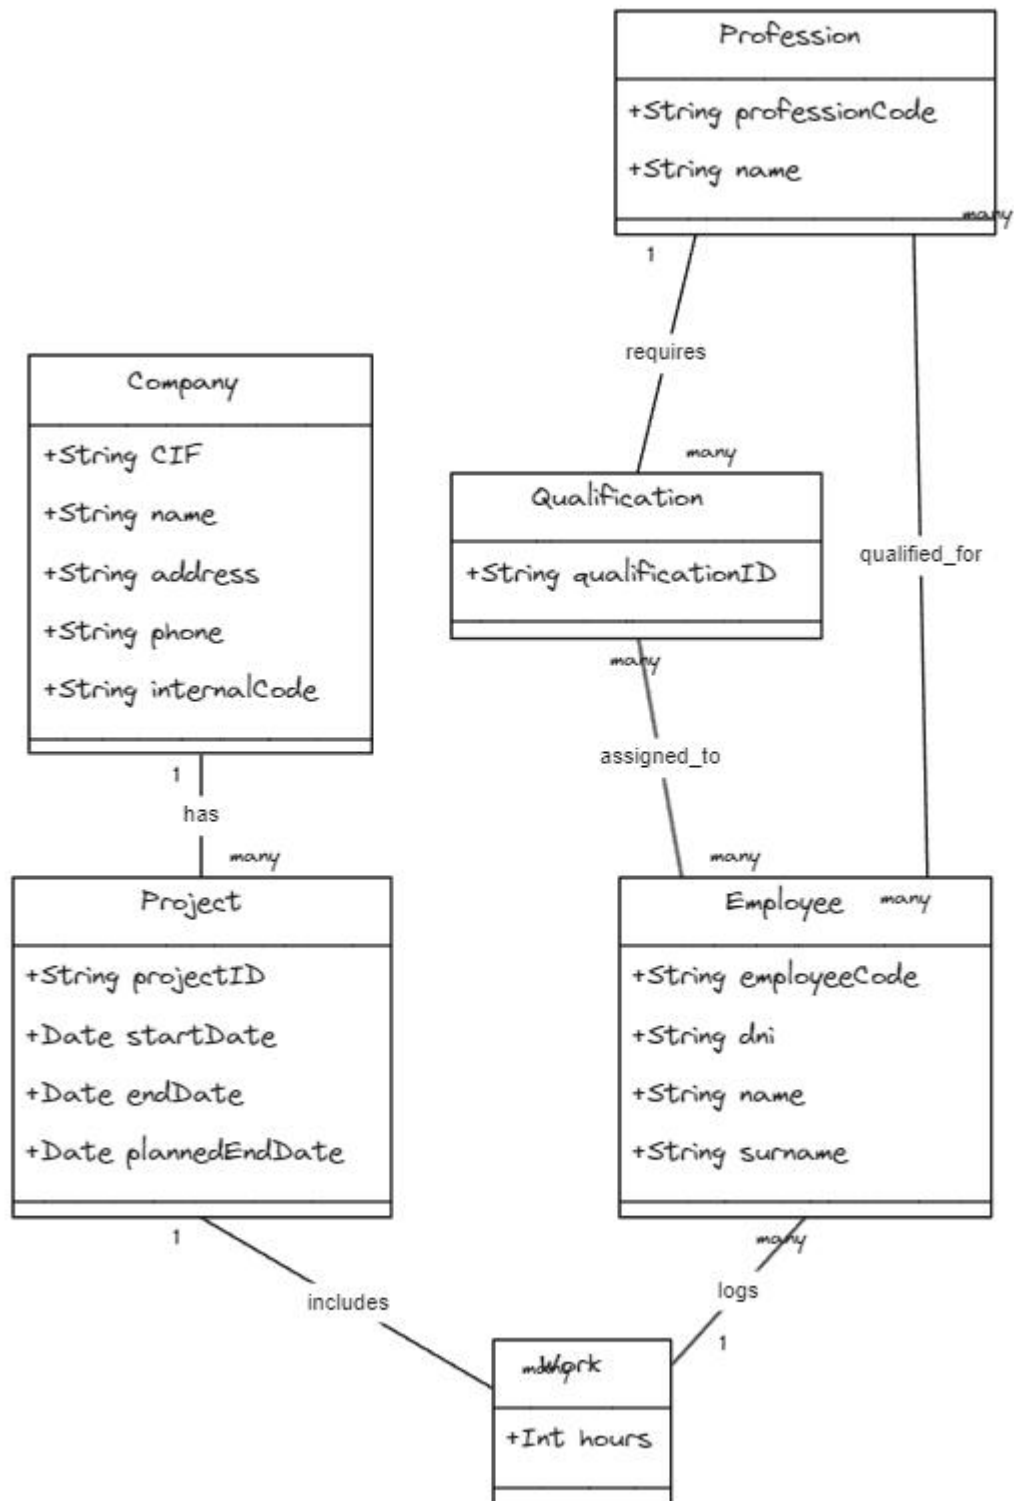 Profession
+String professionCode
+String name
many
1
requires
Company
+String CIF
+String name
+String address
+String phone
+String internalCode
many
Qualification
+String qualificationID
qualified_for
many
assigned_to
1
has
many
many
Project
+String projectID
+Date startDate
+Date endDate
+Date plannedEndDate
Employee
many
+String employeeCode
+String dni
+String name
+String surname
1
many
includes
logs
1
many
Work
+Int hours